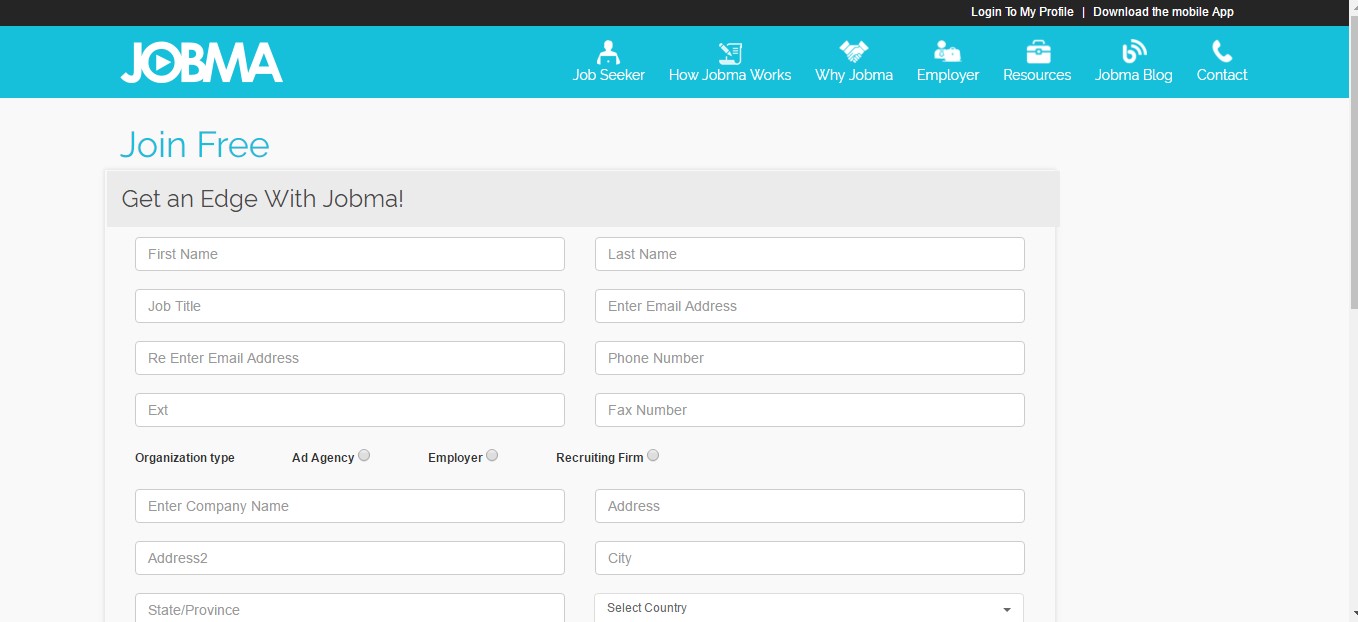 Login To My Profile | Download the mobile App
JOBMA
Job Seeker How Jobma Works Why Jobma Employer Resources Jobma Blog Contact
Join Free
Get an Edge With Jobma!
First Name Last Name
Job Title Enter Email Address
Re Enter Email Address Phone Number
Ext Fax Number
Organization type Ad Agency Employer Recruiting Firm
Enter Company Name Address
Address2 City
State/Province Select Country